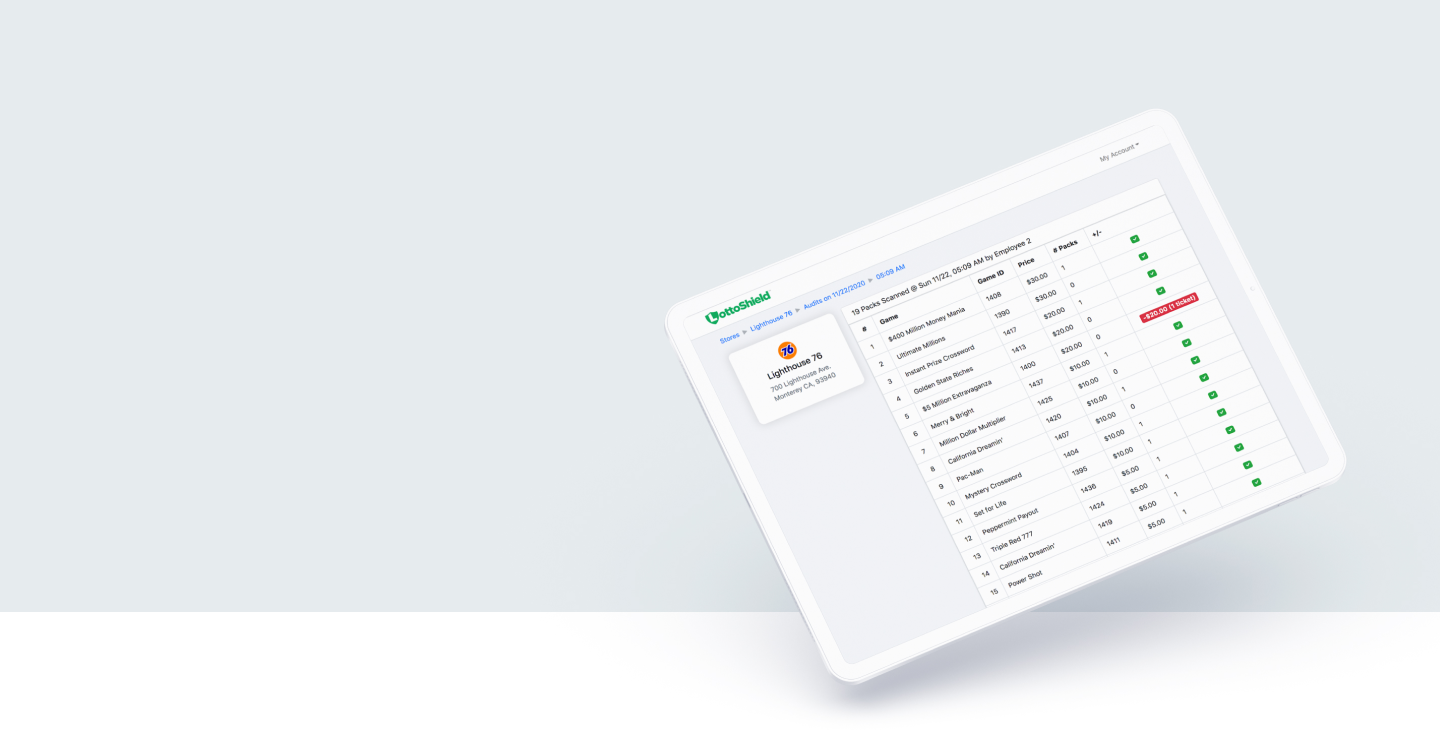 My Account
LottoShield
Stores ▶ Lighthouse 76 ▶ Audits on 11/22/2020 ▶ 05:09 AM
76
Lighthouse 76
700 Lighthouse Ave.
Monterey CA, 93940
19 Packs Scanned @ Sun 11/22, 05:09 AM by Employee 2
# Game Game ID Price # Packs +/-
1 $400 Million Money Mania 1408 $30.00 1
2 Ultimate Millions 1390 $30.00 0
3 Instant Prize Crossword 1417 $20.00 1
4 Golden State Riches 1413 $20.00 0
5 $5 Million Extravaganza 1400 $20.00 0 -$20.00 (1 ticket)
6 Merry & Bright 1437 $10.00 1
7 Million Dollar Multiplier 1425 $10.00 0
8 California Dreamin' 1420 $10.00 1
9 Pac-Man 1407 $10.00 0
10 Mystery Crossword 1404 $10.00 1
11 Set for Life 1395 $10.00 1
12 Peppermint Payout 1436 $5.00 1
13 Triple Red 777 1424 $5.00 1
14 California Dreamin' 1419 $5.00 1
15 Power Shot 1411 $5.00 1